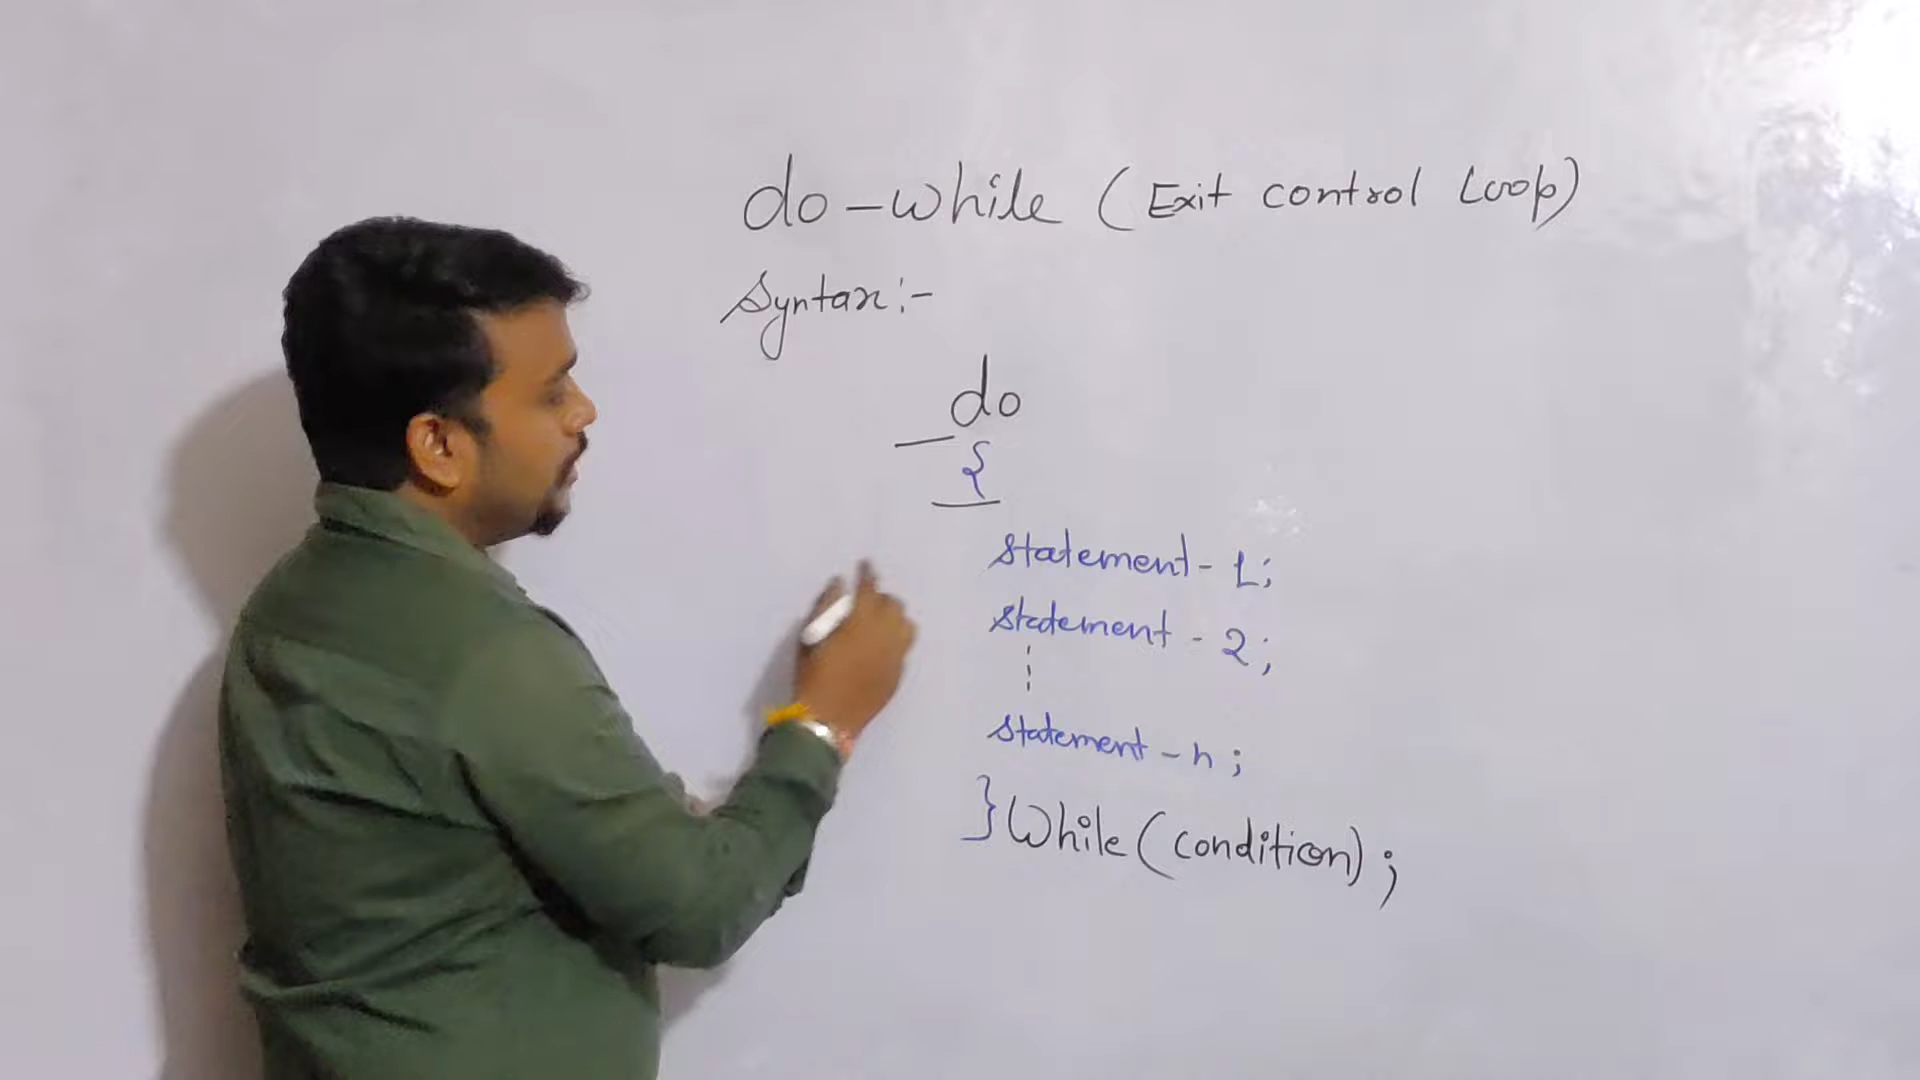 do-while (Exit control Loop)
Syntax:-
do
{
Statement- 1;
Statement - 2;
Statement - n;
} While (condition);